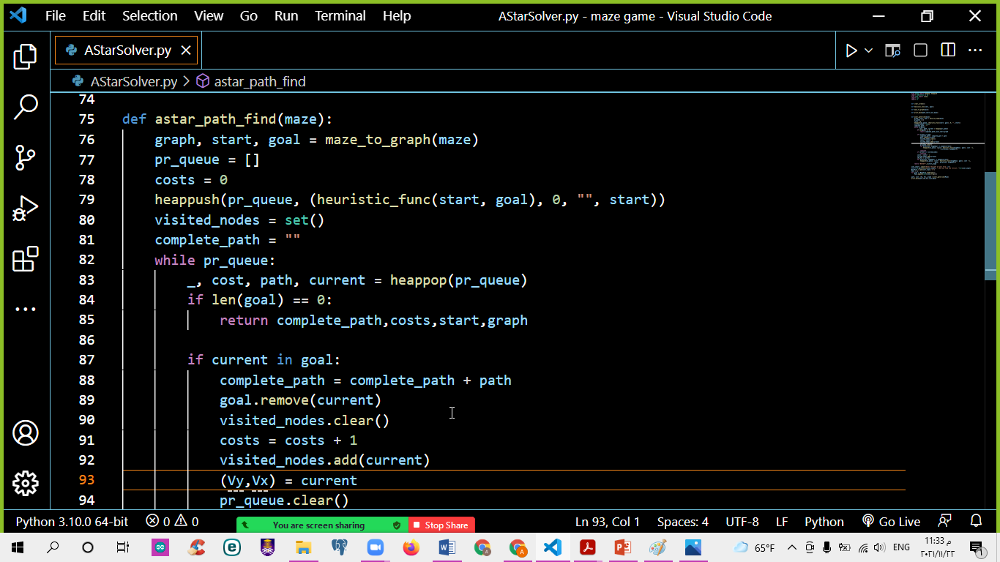 File Edit Selection View Go Run Terminal Help AStarSolver.py - maze game - Visual Studio Code
AStarSolver.py
AStarSolver.py > astar_path_find
74
75 def astar_path_find(maze):
76 graph, start, goal = maze_to_graph(maze)
77 pr_queue = []
78 costs = 0
79 heappush(pr_queue, (heuristic_func(start, goal), 0, "", start))
80 visited_nodes = set()
81 complete_path = ""
82 while pr_queue:
83 _, cost, path, current = heappop(pr_queue)
84 if len(goal) == 0:
85 return complete_path,costs,start,graph
86
87 if current in goal:
88 complete_path = complete_path + path
89 goal.remove(current)
90 visited_nodes.clear()
91 costs = costs + 1
92 visited_nodes.add(current)
93 (Vy,Vx) = current
94 pr_queue.clear()
Python 3.10.0 64-bit 0 0 Ln 93, Col 1 Spaces: 4 UTF-8 LF Python Go Live
You are screen sharing Stop Share
65°F ENG 11:33 م
٢٠٢١/١١/٢٢
1